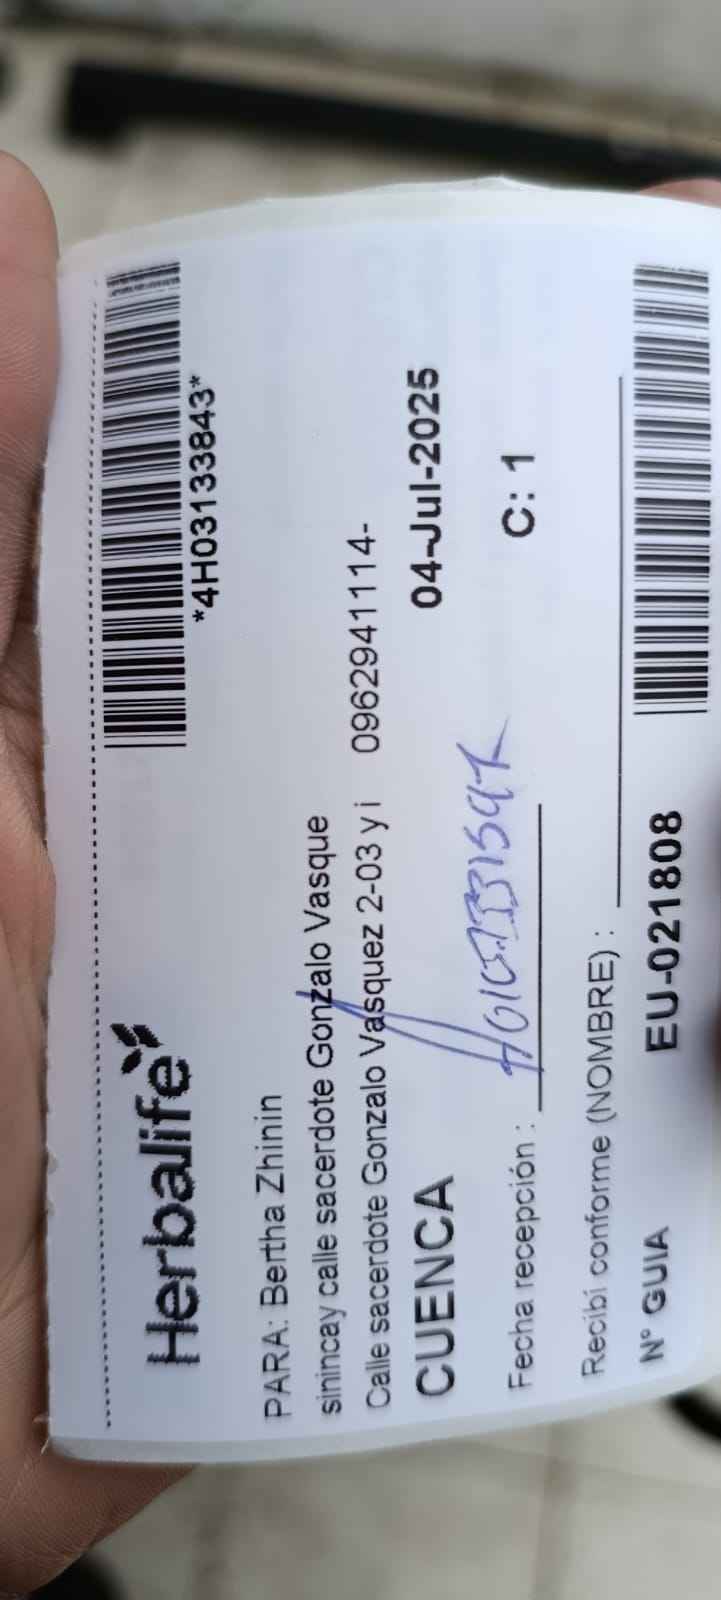 *4H03133843*
Herbalife
PARA: Bertha Zhinin
sinincay calle sacerdote Gonzalo Vasque
Calle sacerdote Gonzalo Vasquez 2-03 y i 0962941114-
CUENCA 04-Jul-2025
Fecha recepción :
C: 1
Recibí conforme (NOMBRE) :
N° GUIA EU-021808